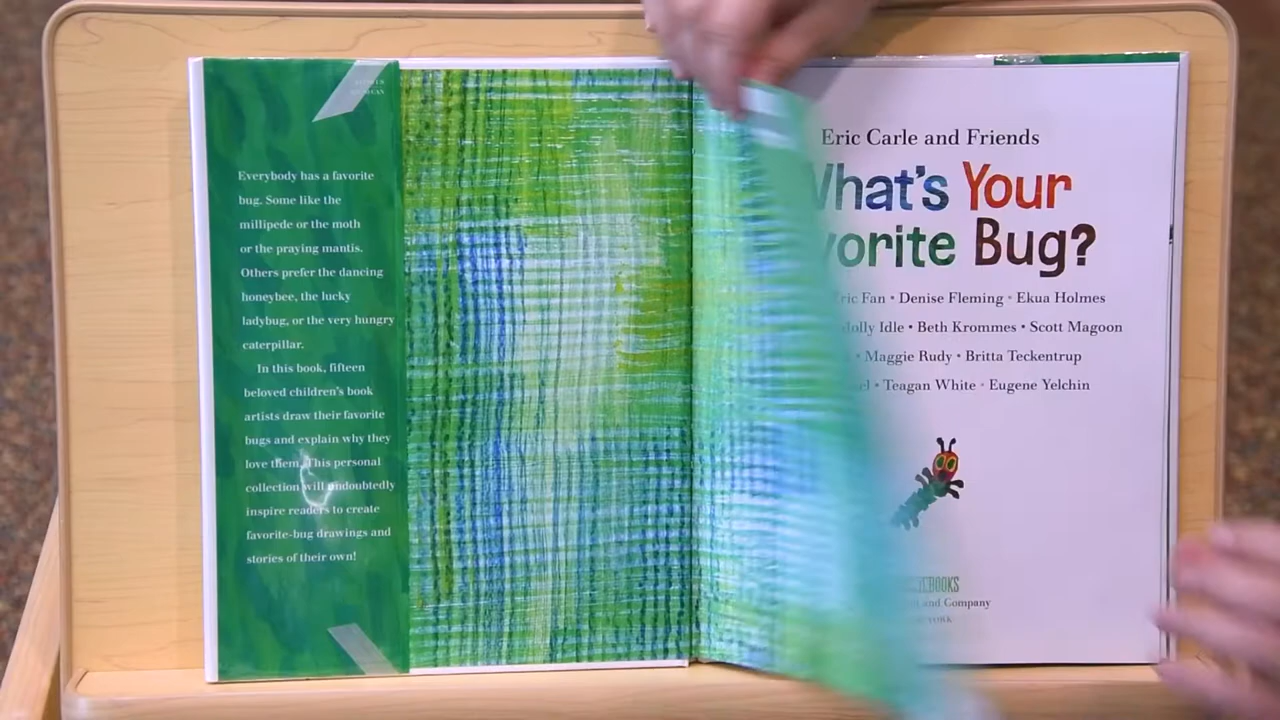 Everybody has a favorite
bug. Some like the
millipede or the moth
or the praying mantis.
Others prefer the dancing
honeybee, the lucky
ladybug, or the very hungry
caterpillar.
In this book, fifteen
beloved children's book
artists draw their favorite
bugs and explain why they
love them. This personal
collection will undoubtedly
inspire readers to create
favorite-bug drawings and
stories of their own!
Eric Carle and Friends
What's Your
vorite Bug?
Eric Fan • Denise Fleming • Ekua Holmes
Molly Idle • Beth Krommes • Scott Magoon
• Maggie Rudy • Britta Teckentrup
el • Teagan White • Eugene Yelchin
and Company